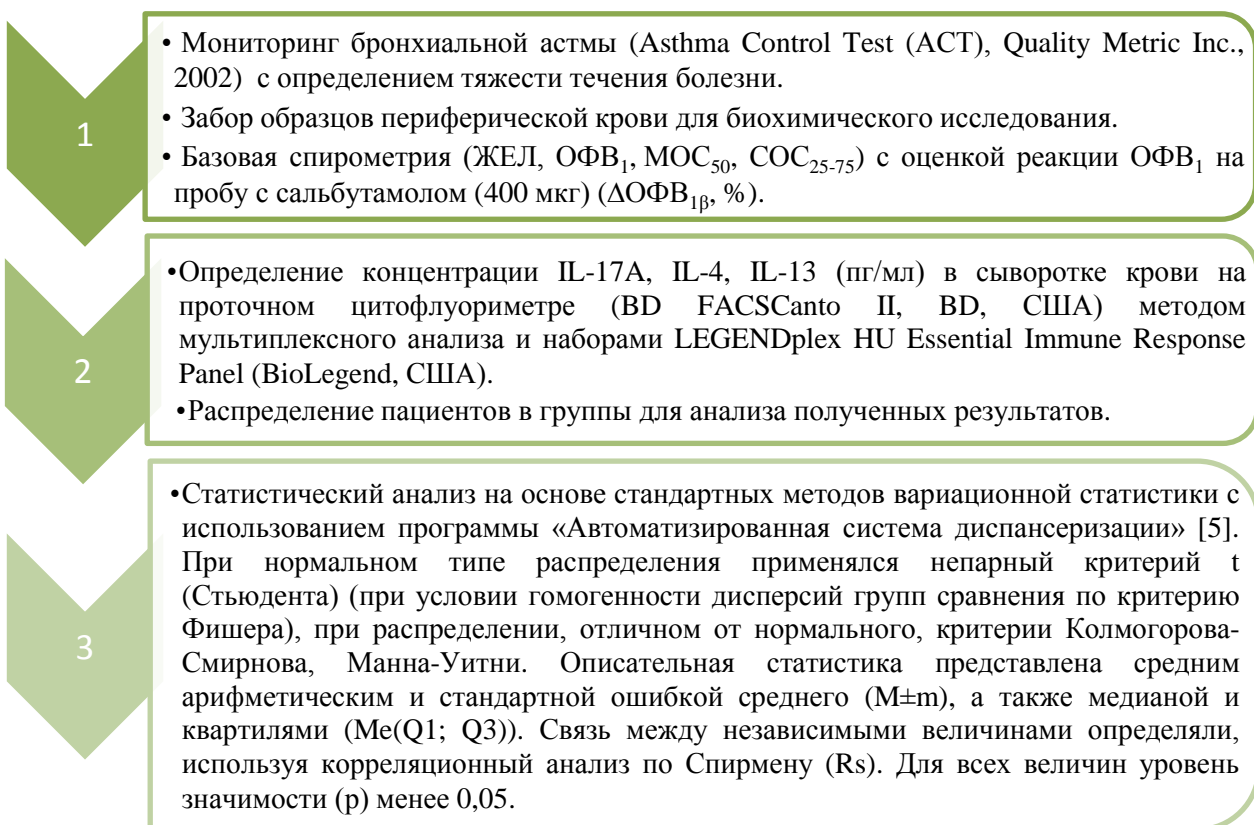 1
• Мониторинг бронхиальной астмы (Asthma Control Test (ACT), Quality Metric Inc.,
2002) с определением тяжести течения болезни.
• Забор образцов периферической крови для биохимического исследования.
• Базовая спирометрия (ЖЕЛ, ОФВ₁, МОС₅₀, СОС₂₅₋₇₅) с оценкой реакции ОФВ₁ на
пробу с сальбутамолом (400 мкг) (ΔОФВ₁ᵦ, %).
2
•Определение концентрации IL-17A, IL-4, IL-13 (пг/мл) в сыворотке крови на
проточном цитофлуориметре (BD FACSCanto II, BD, США) методом
мультиплексного анализа и наборами LEGENDplex HU Essential Immune Response
Panel (BioLegend, США).
•Распределение пациентов в группы для анализа полученных результатов.
3
•Статистический анализ на основе стандартных методов вариационной статистики с
использованием программы «Автоматизированная система диспансеризации» [5].
При нормальном типе распределения применялся непарный критерий t
(Стьюдента) (при условии гомогенности дисперсий групп сравнения по критерию
Фишера), при распределении, отличном от нормального, критерии Колмогорова-
Смирнова, Манна-Уитни. Описательная статистика представлена средним
арифметическим и стандартной ошибкой среднего (M±m), а также медианой и
квартилями (Me(Q1; Q3)). Связь между независимыми величинами определяли,
используя корреляционный анализ по Спирмену (Rs). Для всех величин уровень
значимости (p) менее 0,05.